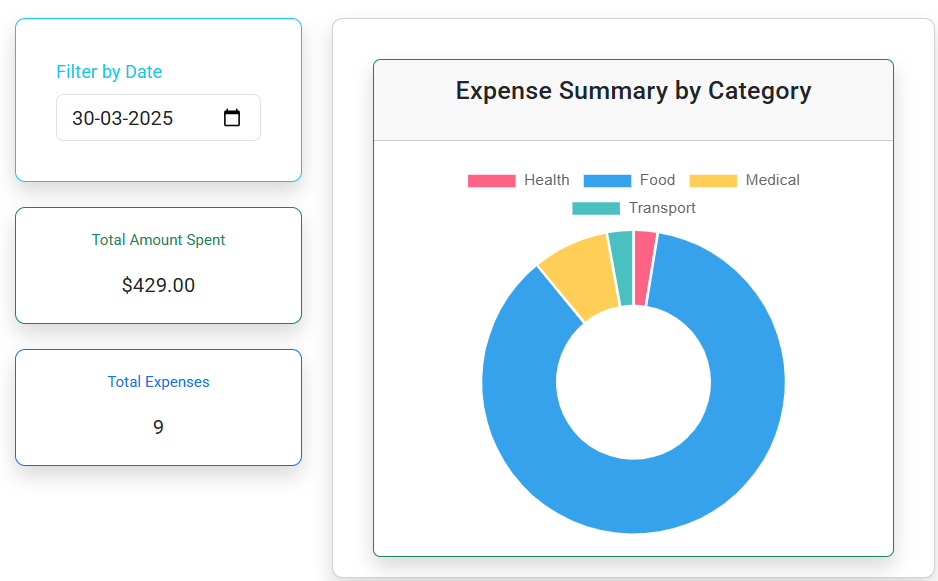 Filter by Date
30-03-2025
Total Amount Spent
$429.00
Total Expenses
9
Expense Summary by Category
Health Food Medical
Transport